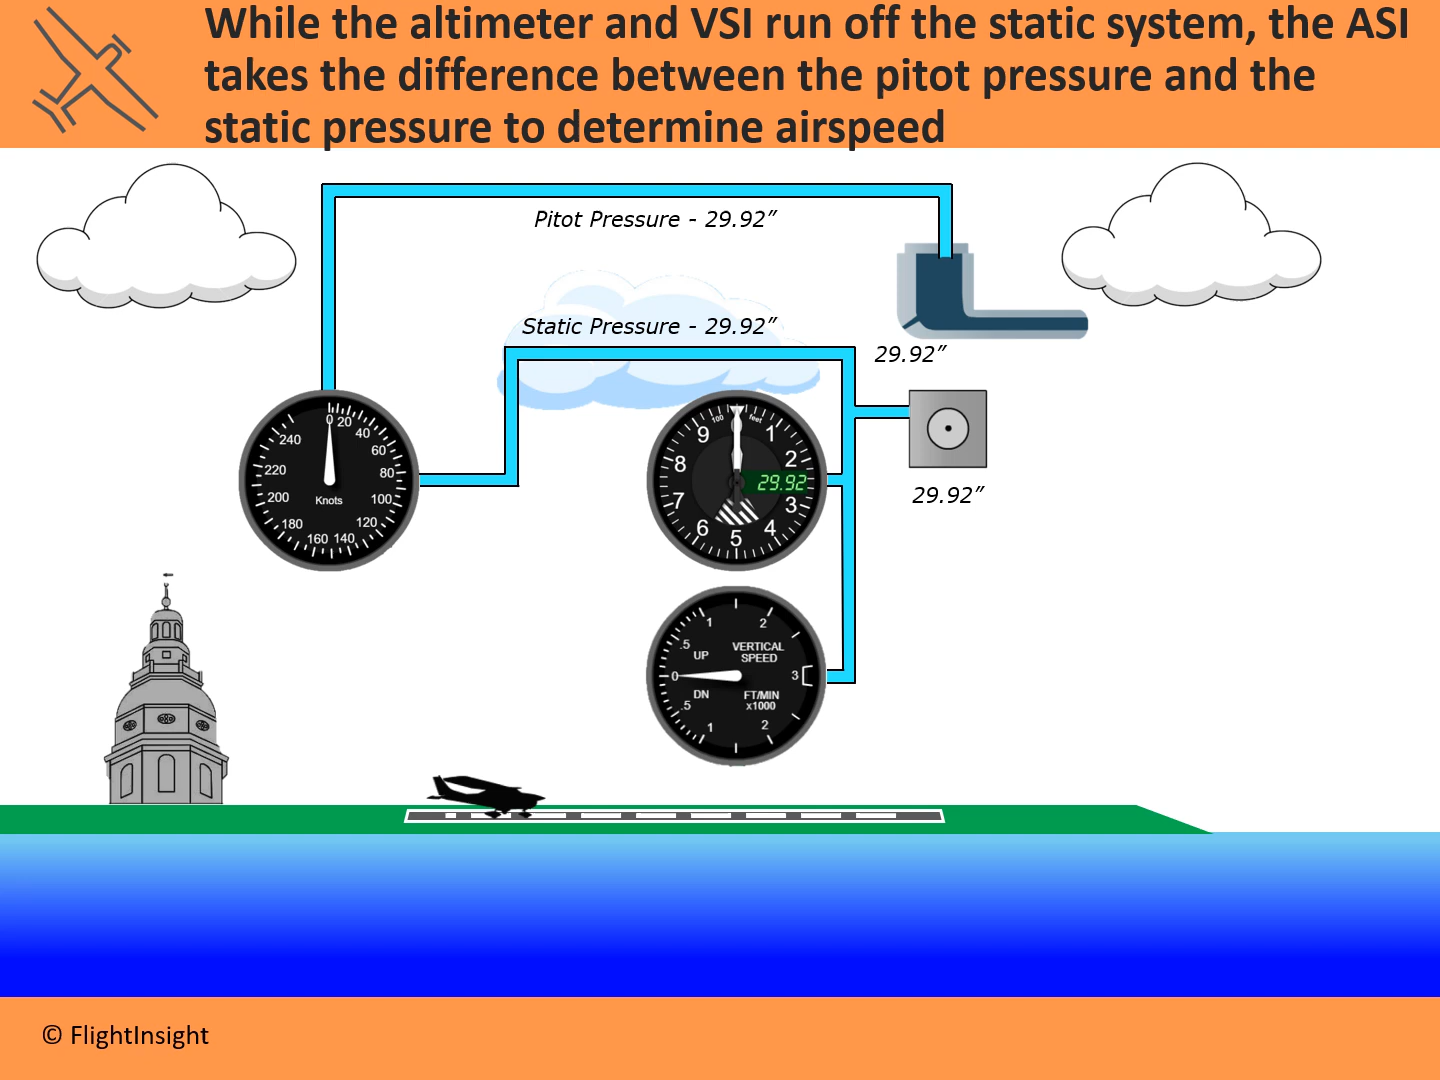 While the altimeter and VSI run off the static system, the ASI
takes the difference between the pitot pressure and the
static pressure to determine airspeed
Pitot Pressure - 29.92”
Static Pressure - 29.92”
29.92”
29.92”
0
20
40
60
80
100
120
140
160
180
200
220
240
Knots
100
feet
1
2
3
4
5
6
7
8
9
29.92
1
2
.5
UP
VERTICAL
SPEED
0
3
DN
FT/MIN
x1000
.5
1
2
© FlightInsight